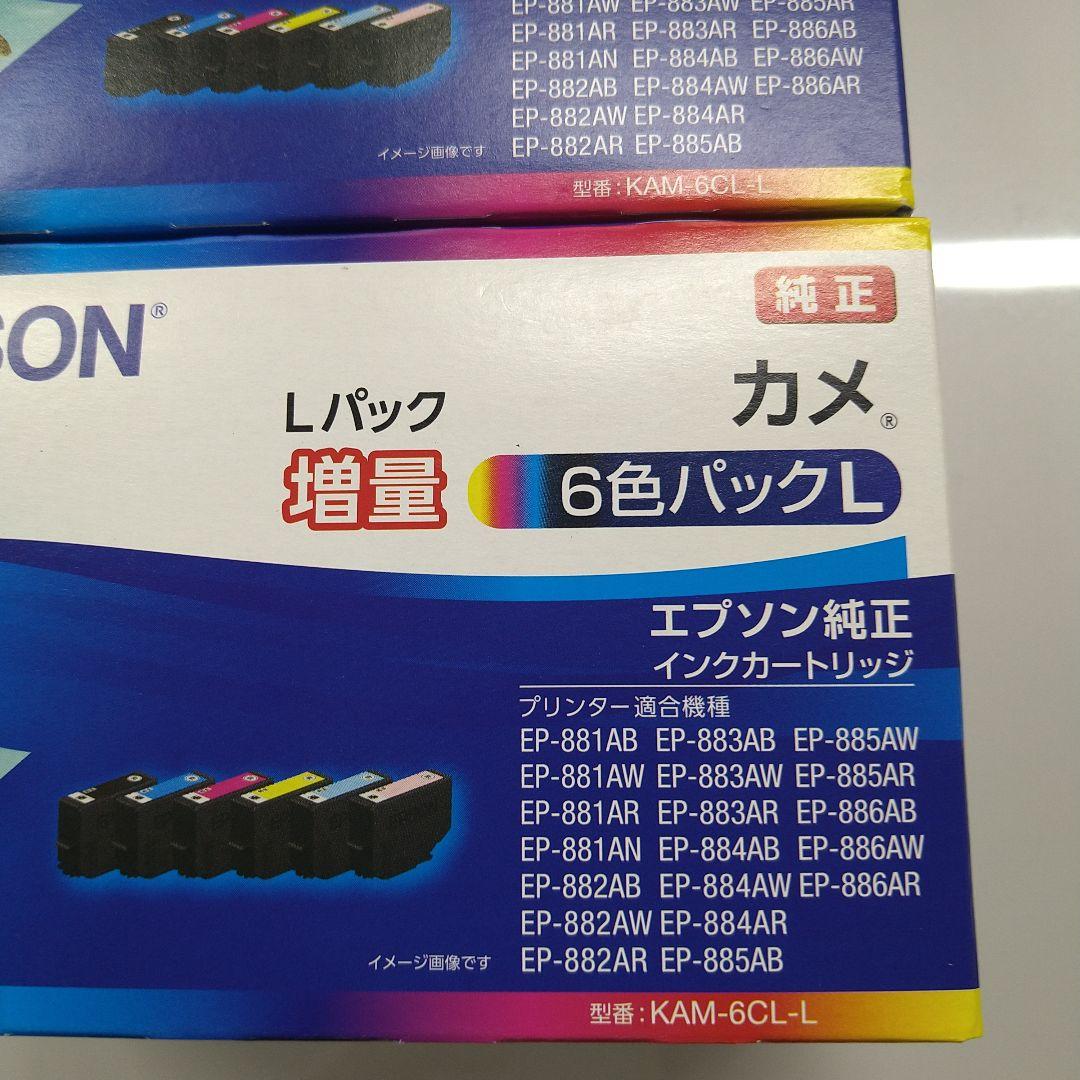 EP-881AW EP-883AW EP-885AR
EP-881AR EP-883AR EP-886AB
EP-881AN EP-884AB EP-886AW
EP-882AB EP-884AW EP-886AR
EP-882AW EP-884AR
EP-882AR EP-885AB
イメージ画像です
型番:KAM-6CL-L
SON®
純正
カメ®
Lパック
増量
6色パックL
エプソン純正
インクカートリッジ
プリンター適合機種
EP-881AB EP-883AB EP-885AW
EP-881AW EP-883AW EP-885AR
EP-881AR EP-883AR EP-886AB
EP-881AN EP-884AB EP-886AW
EP-882AB EP-884AW EP-886AR
EP-882AW EP-884AR
EP-882AR EP-885AB
イメージ画像です
型番:KAM-6CL-L